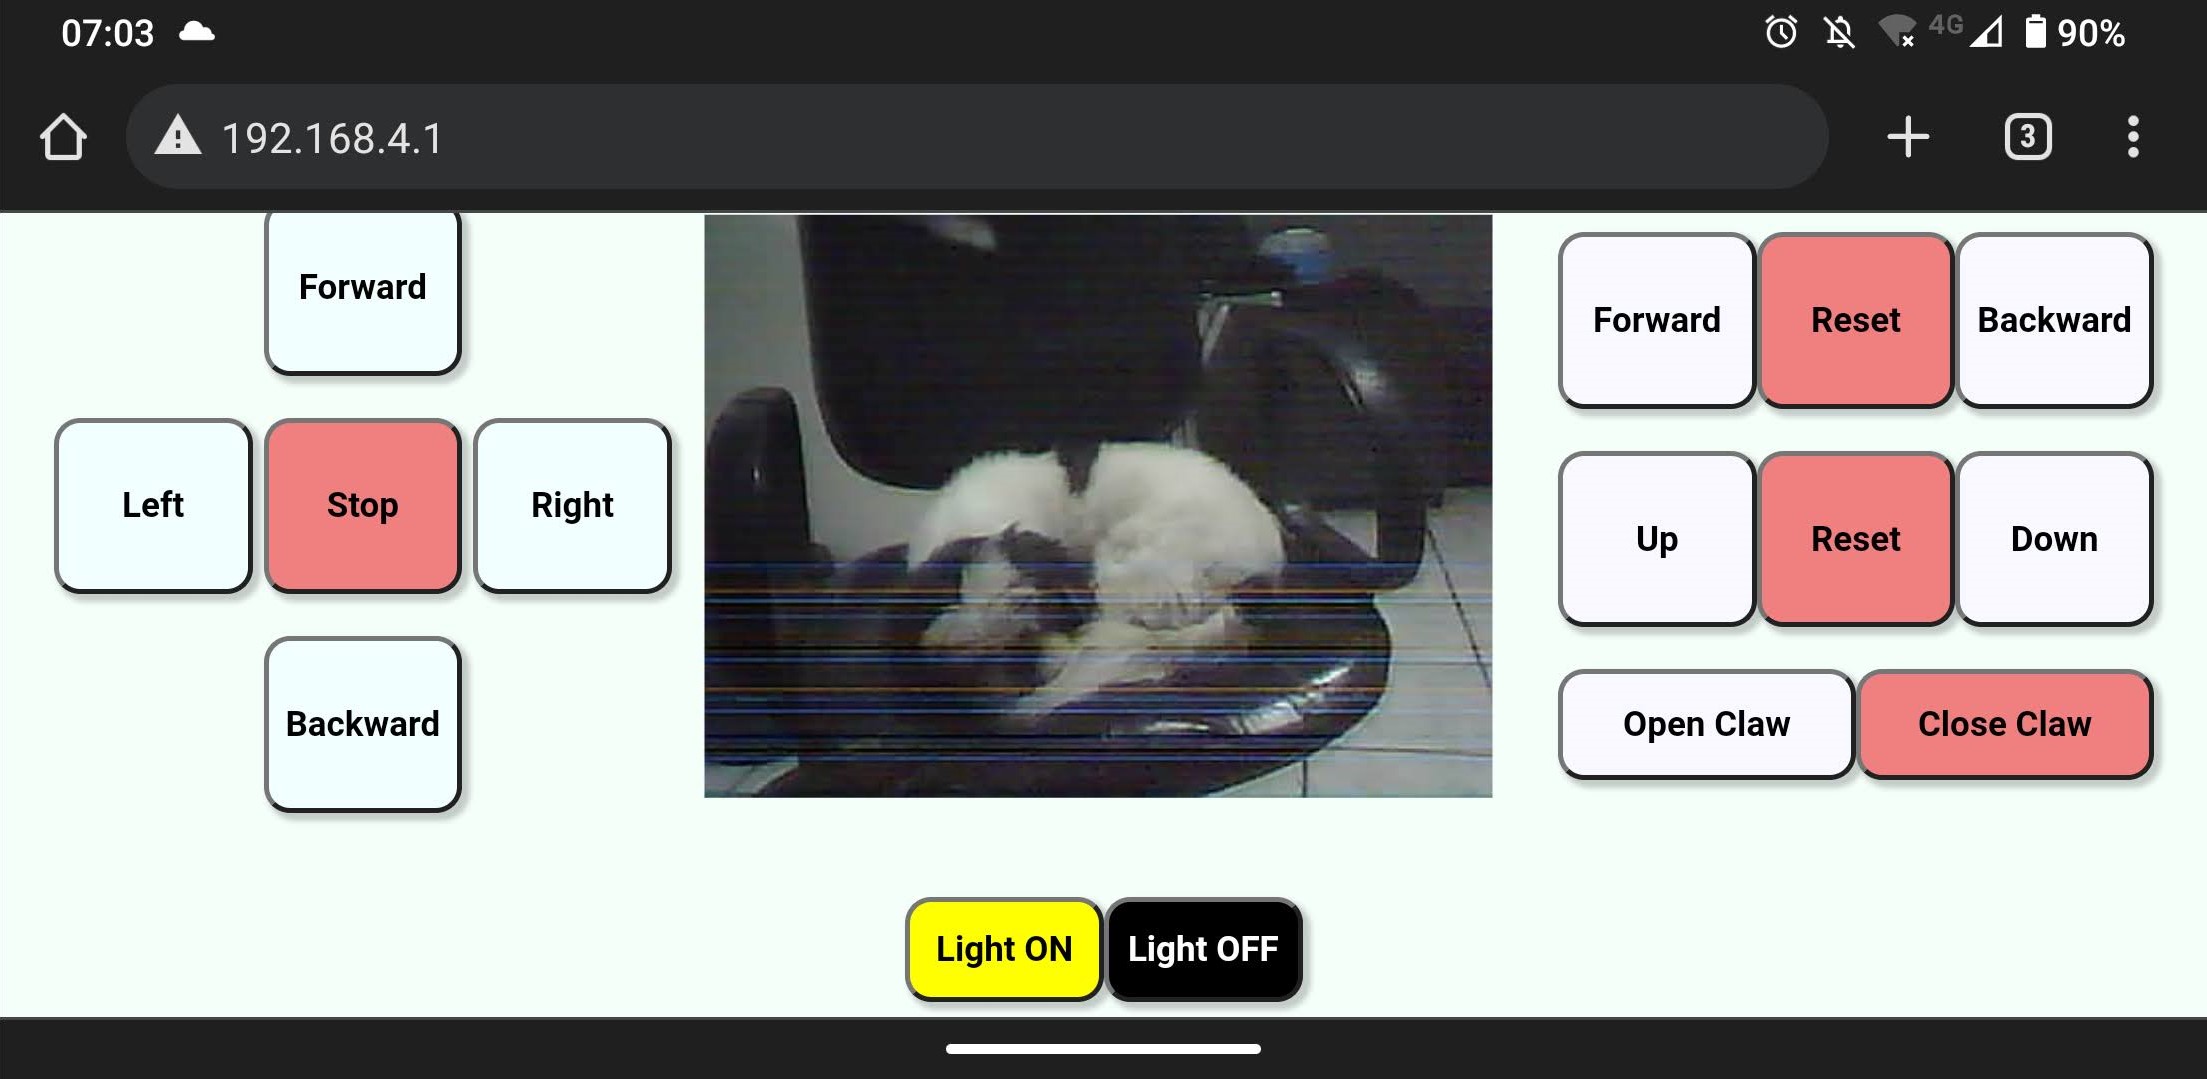 07:03 4G 90%
192.168.4.1 3
Forward
Left Stop Right
Backward
Forward Reset Backward
Up Reset Down
Open Claw Close Claw
Light ON Light OFF